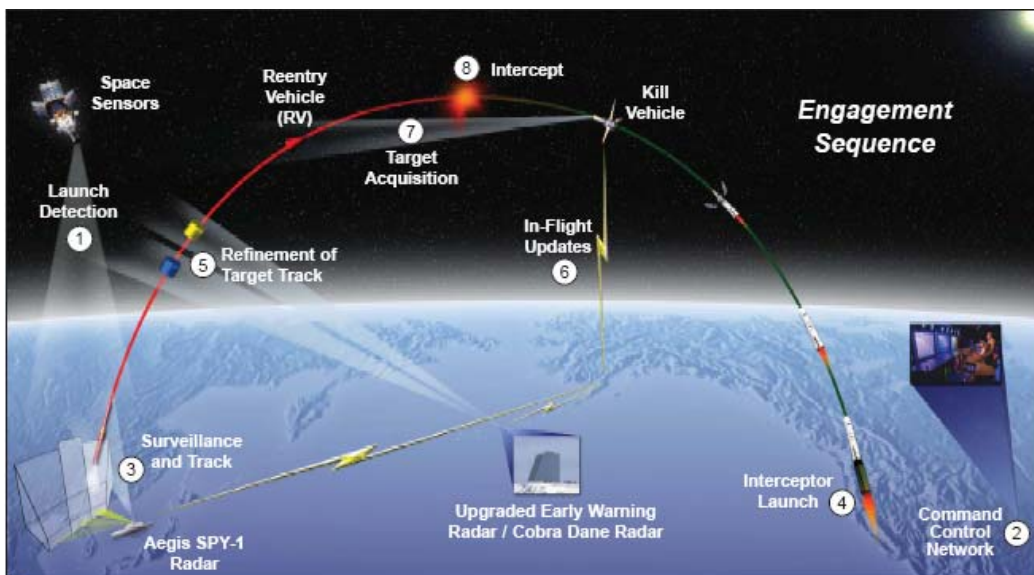 Engagement
Sequence
Space
Sensors
Launch
Detection
1
Reentry
Vehicle
(RV)
8 Intercept
7
Target
Acquisition
Kill
Vehicle
5 Refinement of
Target Track
In-Flight
Updates
6
3
Surveillance
and Track
Aegis SPY-1
Radar
Upgraded Early Warning
Radar / Cobra Dane Radar
Interceptor
Launch 4
Command
Control
Network 2